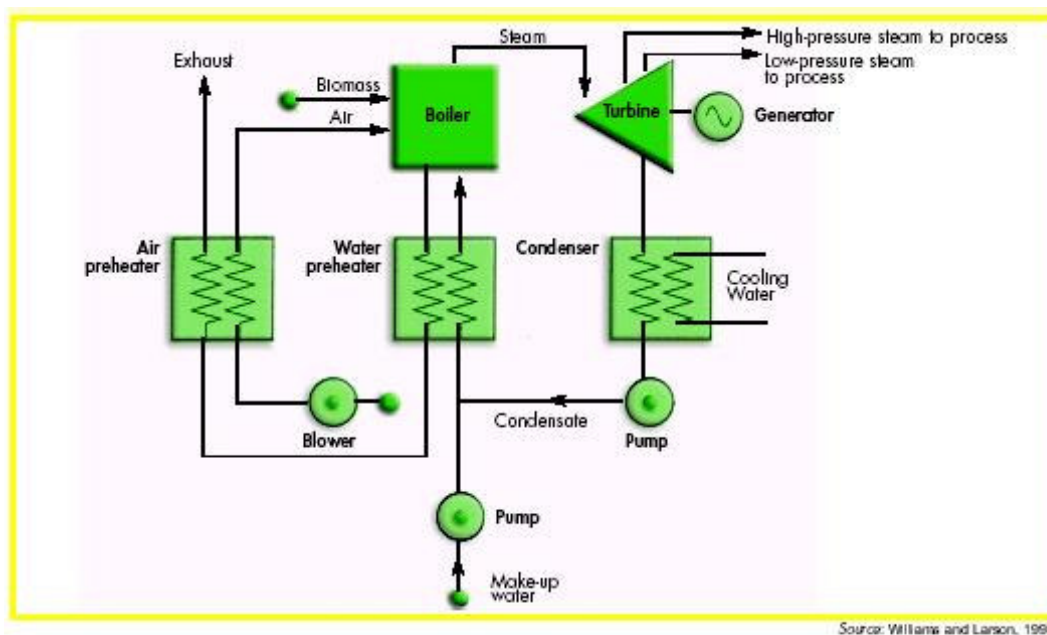 Steam
High-pressure steam to process
Low-pressure steam
to process
Exhaust
Biomass
Air
Boiler
Turbine
Generator
Air
preheater
Water
preheater
Condenser
Cooling
Water
Blower
Condensate
Pump
Pump
Make-up
water
Source: Williams and Larson, 199